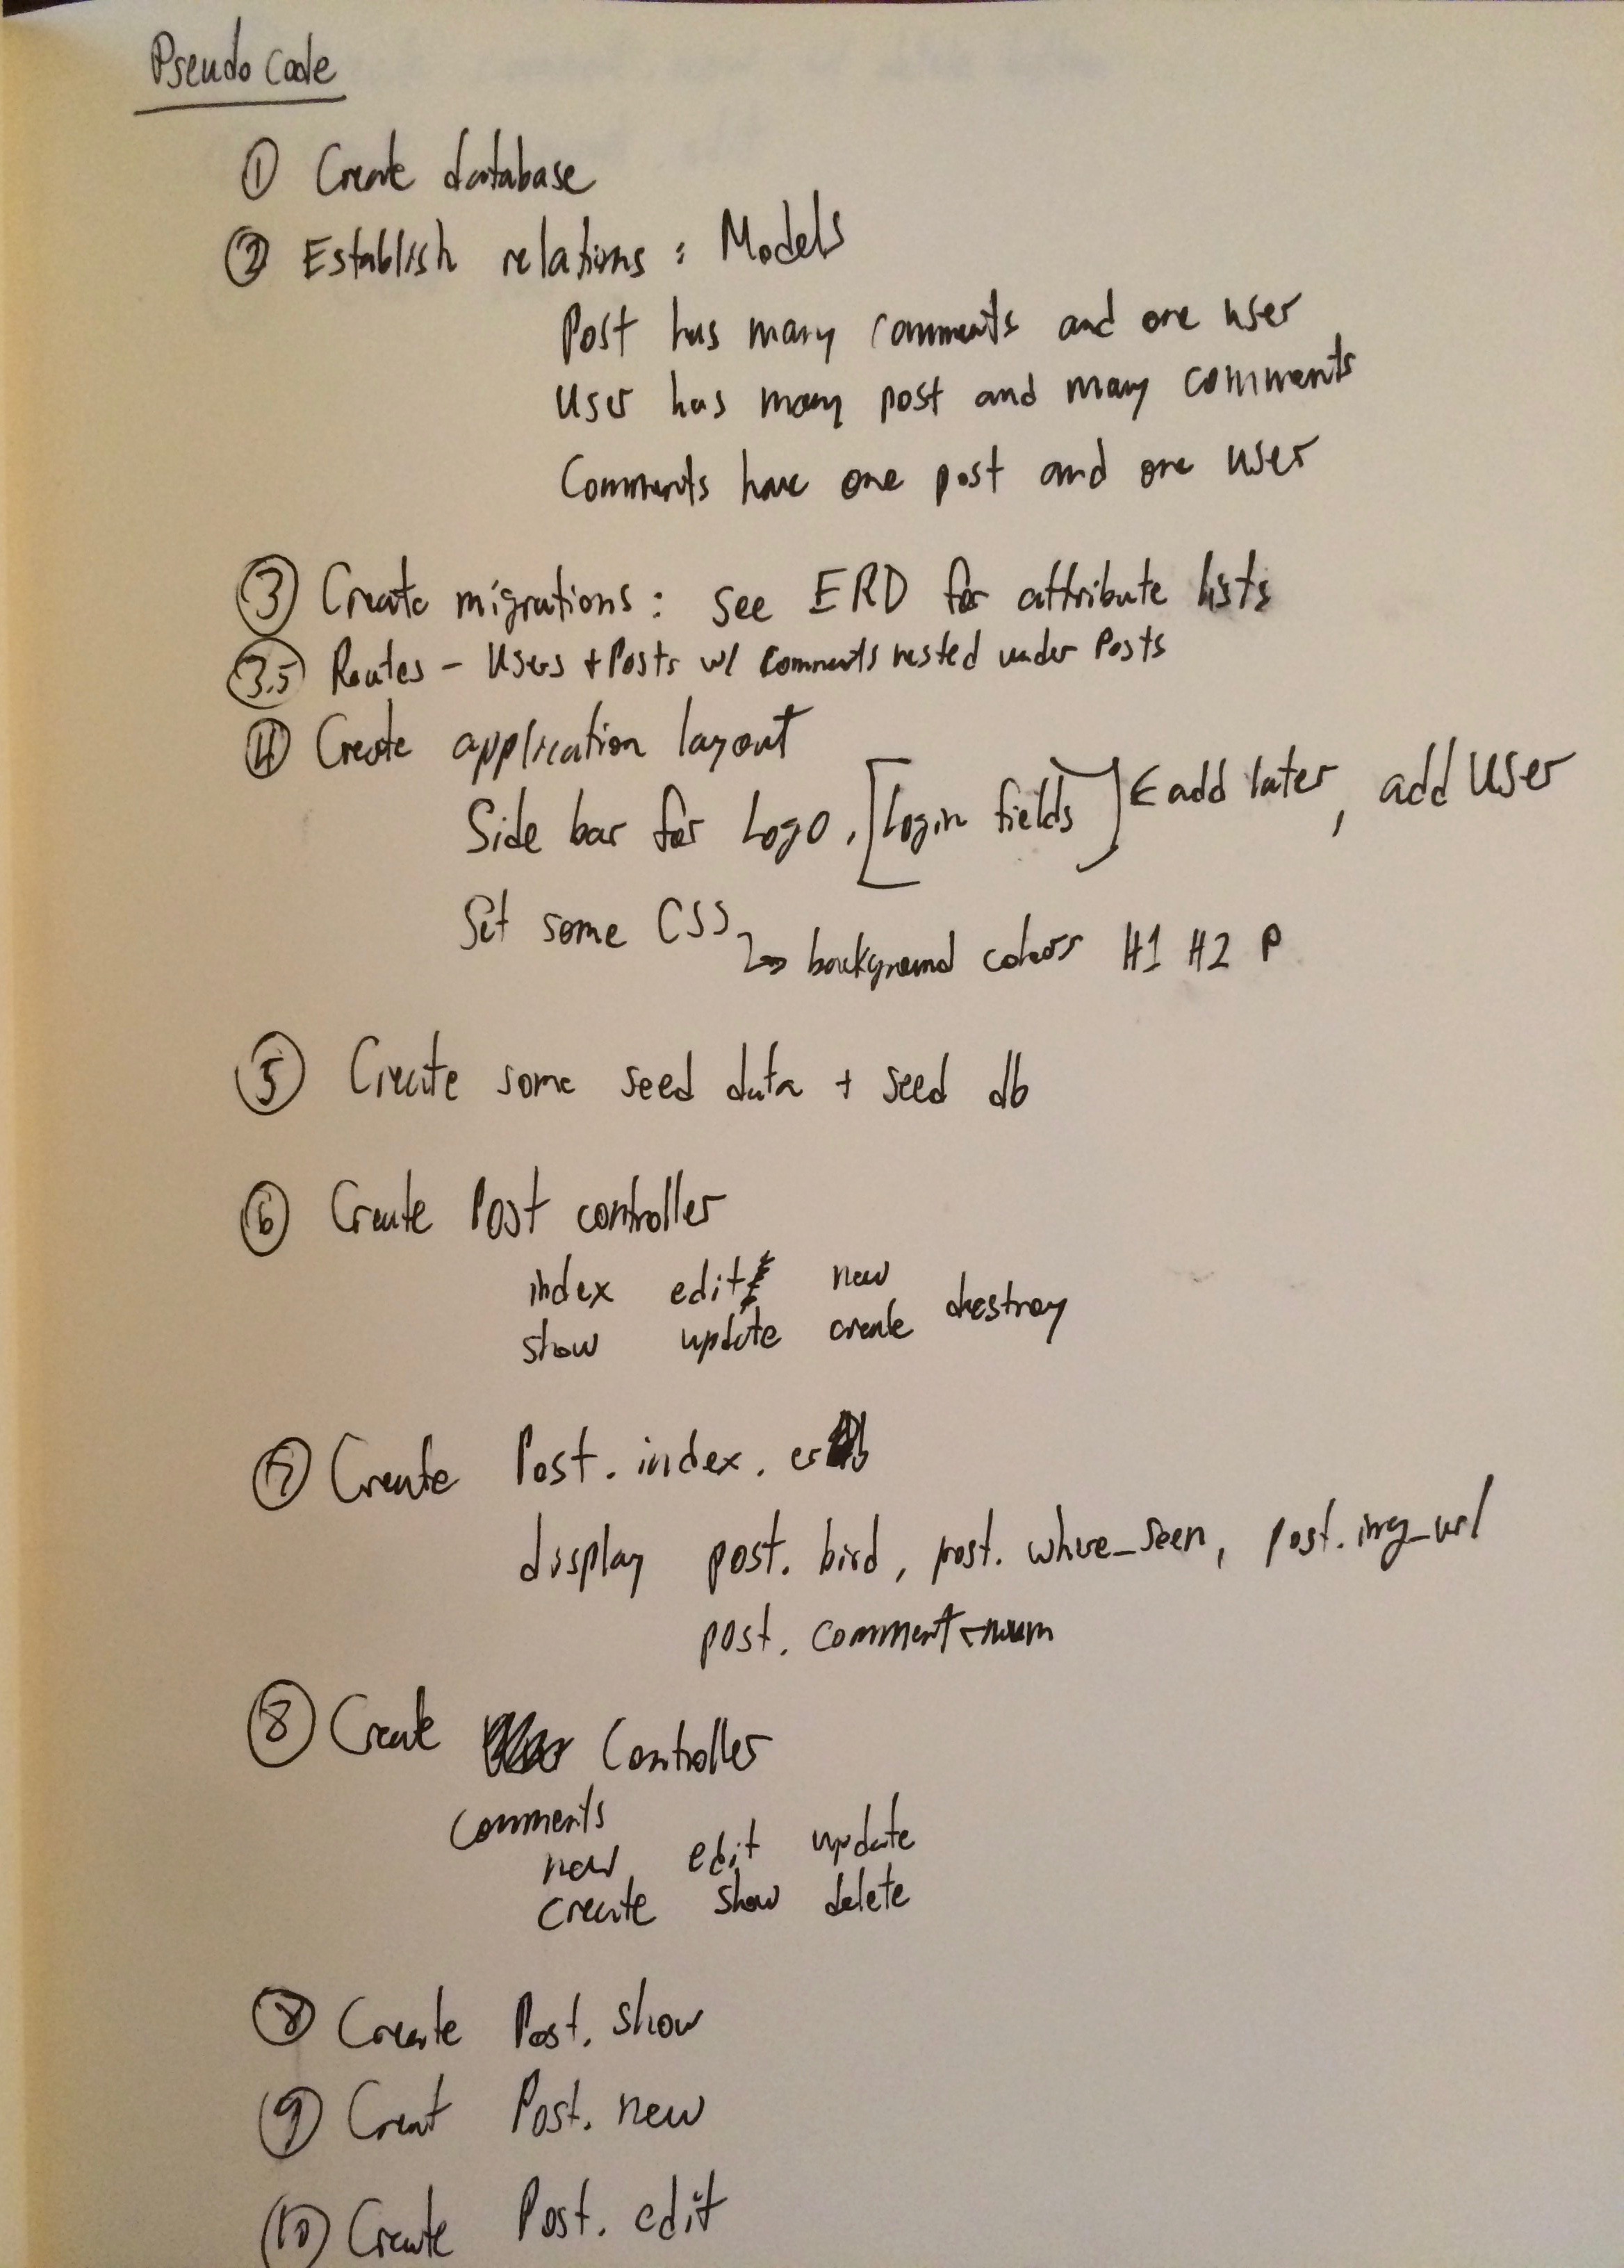 Pseudo Code
① Create database
② Establish relations : Models
Post has many comments and one user
User has many post and many comments
Comments have one post and one user
③ Create migrations : see ERD for attribute lists
③.5 Routes - Users + Posts w/ comments nested under Posts
④ Create application layout
Side bar for Logo, [Login fields] ← add later, add User
Set some CSS → background colors H1 H2 P
⑤ Create some seed data + seed db
⑥ Create Post controller
index edit new
show update create destroy
⑦ Create Post.index.erb
display post.bird, post.where_seen, post.img_url
post.comment_num
⑧ Create Controller
comments
new edit update
create show delete
⑧ Create Post.show
⑨ Creat Post.new
⑩ Create Post.edit